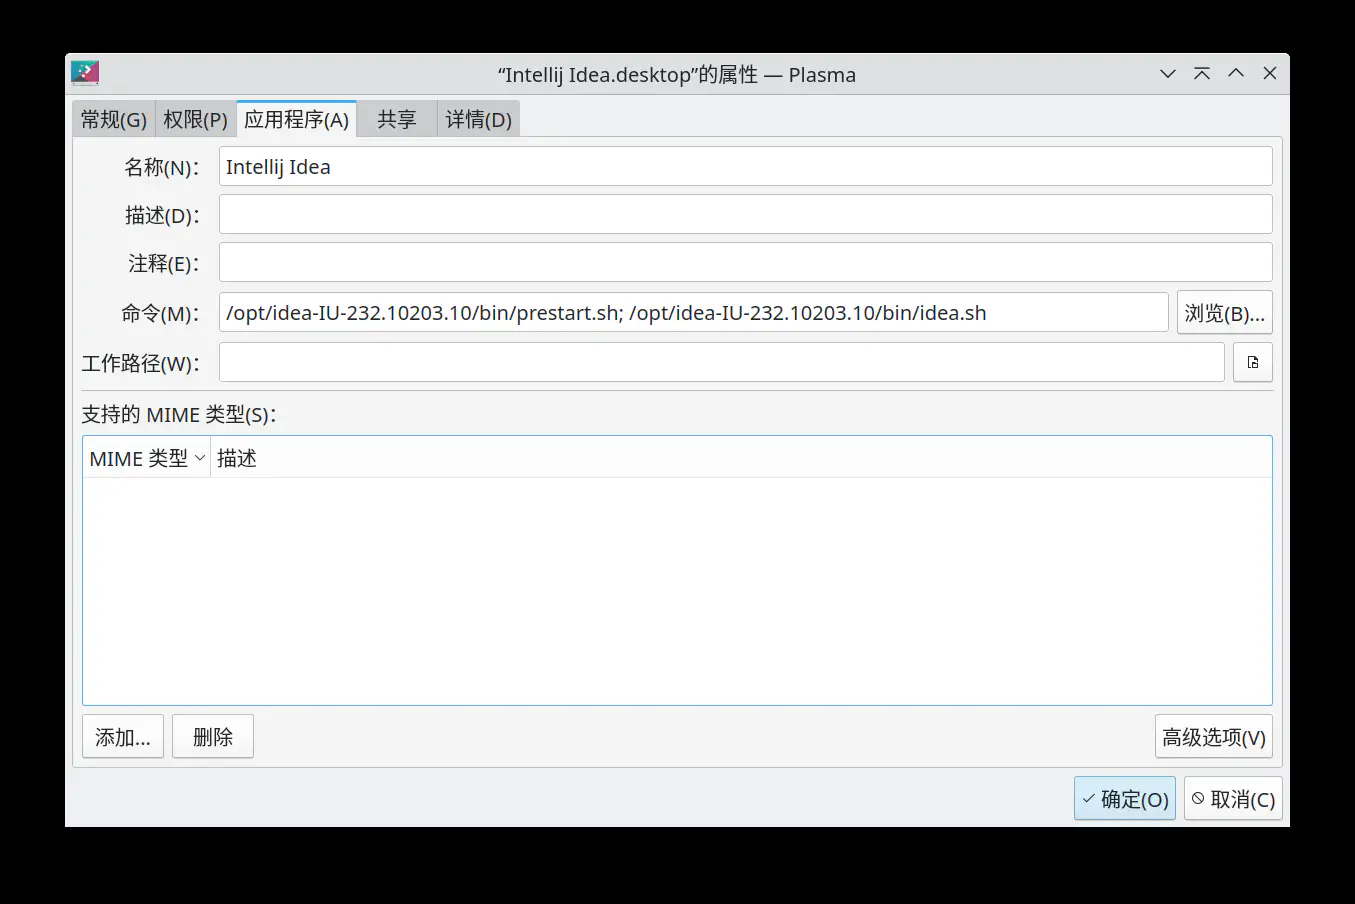 “Intellij Idea.desktop”的属性 — Plasma
常规(G) 权限(P) 应用程序(A) 共享 详情(D)
名称(N)： Intellij Idea
描述(D)：
注释(E)：
命令(M)： /opt/idea-IU-232.10203.10/bin/prestart.sh; /opt/idea-IU-232.10203.10/bin/idea.sh 浏览(B)...
工作路径(W)：
支持的 MIME 类型(S)：
MIME 类型 描述
添加... 删除 高级选项(V)
确定(O) 取消(C)